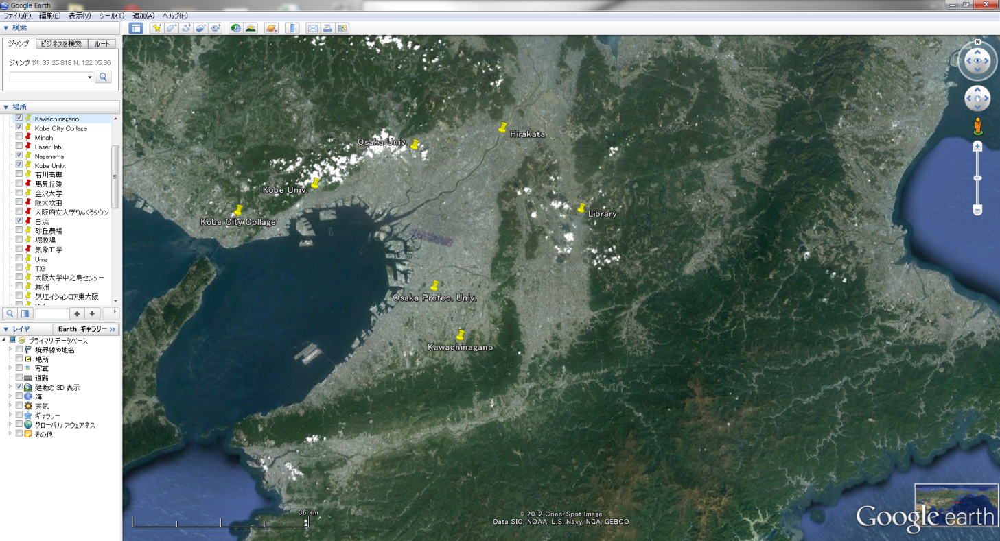 Google Earth
ファイル(F) 編集(E) 表示(V) ツール(T) 追加(A) ヘルプ(H)
検索
ジャンプ ビジネスを検索 ルート
ジャンプ 例: 37 25.818 N, 122 05.36
場所
Kawachinagano
Kobe City Collage
Minoh
Laser lab
Nagahama
Kobe Univ.
石川高専
馬見丘陵
金沢大学
阪大吹田
大阪府立大学りんくうタウン
白浜
砂丘農場
堀牧場
気象工学
Uma
TIG
大阪大学中之島センター
舞洲
クリエイションコア東大阪
レイヤ Earth ギャラリー >>
プライマリ データベース
境界線や地名
場所
写真
道路
建物の 3D 表示
海
天気
ギャラリー
グローバル アウェアネス
その他
N
Hirakata
Osaka Univ.
Kobe Univ.
Kobe City Collage
Library
Osaka Prefec. Univ.
Kawachinagano
36 km
© 2012 Cnes/Spot Image
Data SIO, NOAA, U.S. Navy, NGA, GEBCO
Google earth